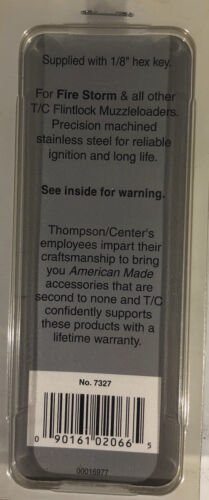 Supplied with 1/8" hex key.
For Fire Storm & all other
T/C Flintlock Muzzleloaders.
Precision machined
stainless steel for reliable
ignition and long life.
See inside for warning.
Thompson/Center's
employees impart their
craftsmanship to bring
you American Made
accessories that are
second to none and T/C
confidently supports
these products with a
lifetime warranty.
No. 7327
0 90161 02066 5
00016977